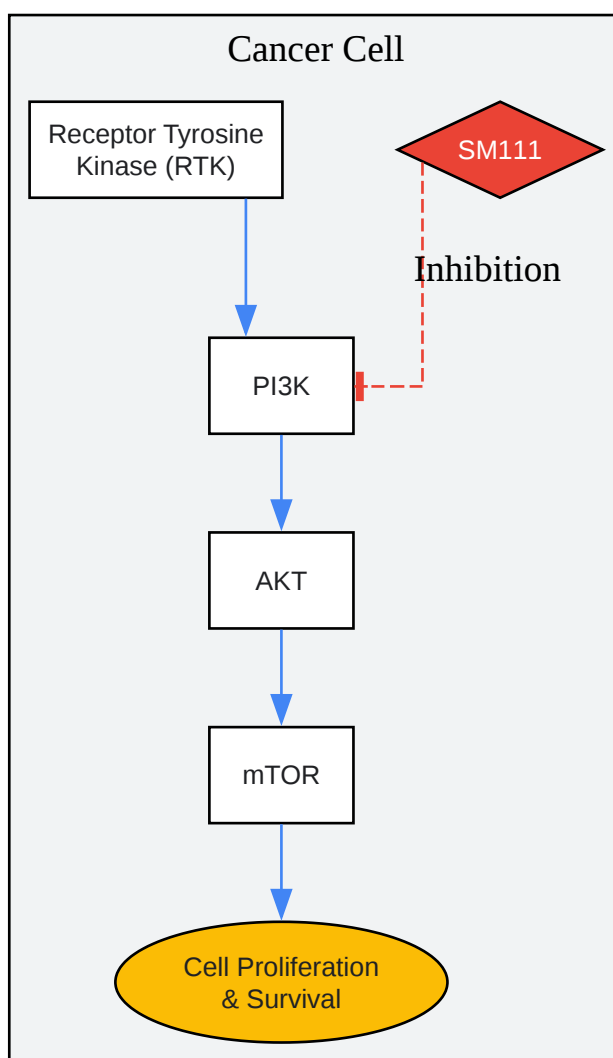 Cancer Cell
Receptor Tyrosine
Kinase (RTK)
SM111
Inhibition
PI3K
AKT
mTOR
Cell Proliferation
& Survival